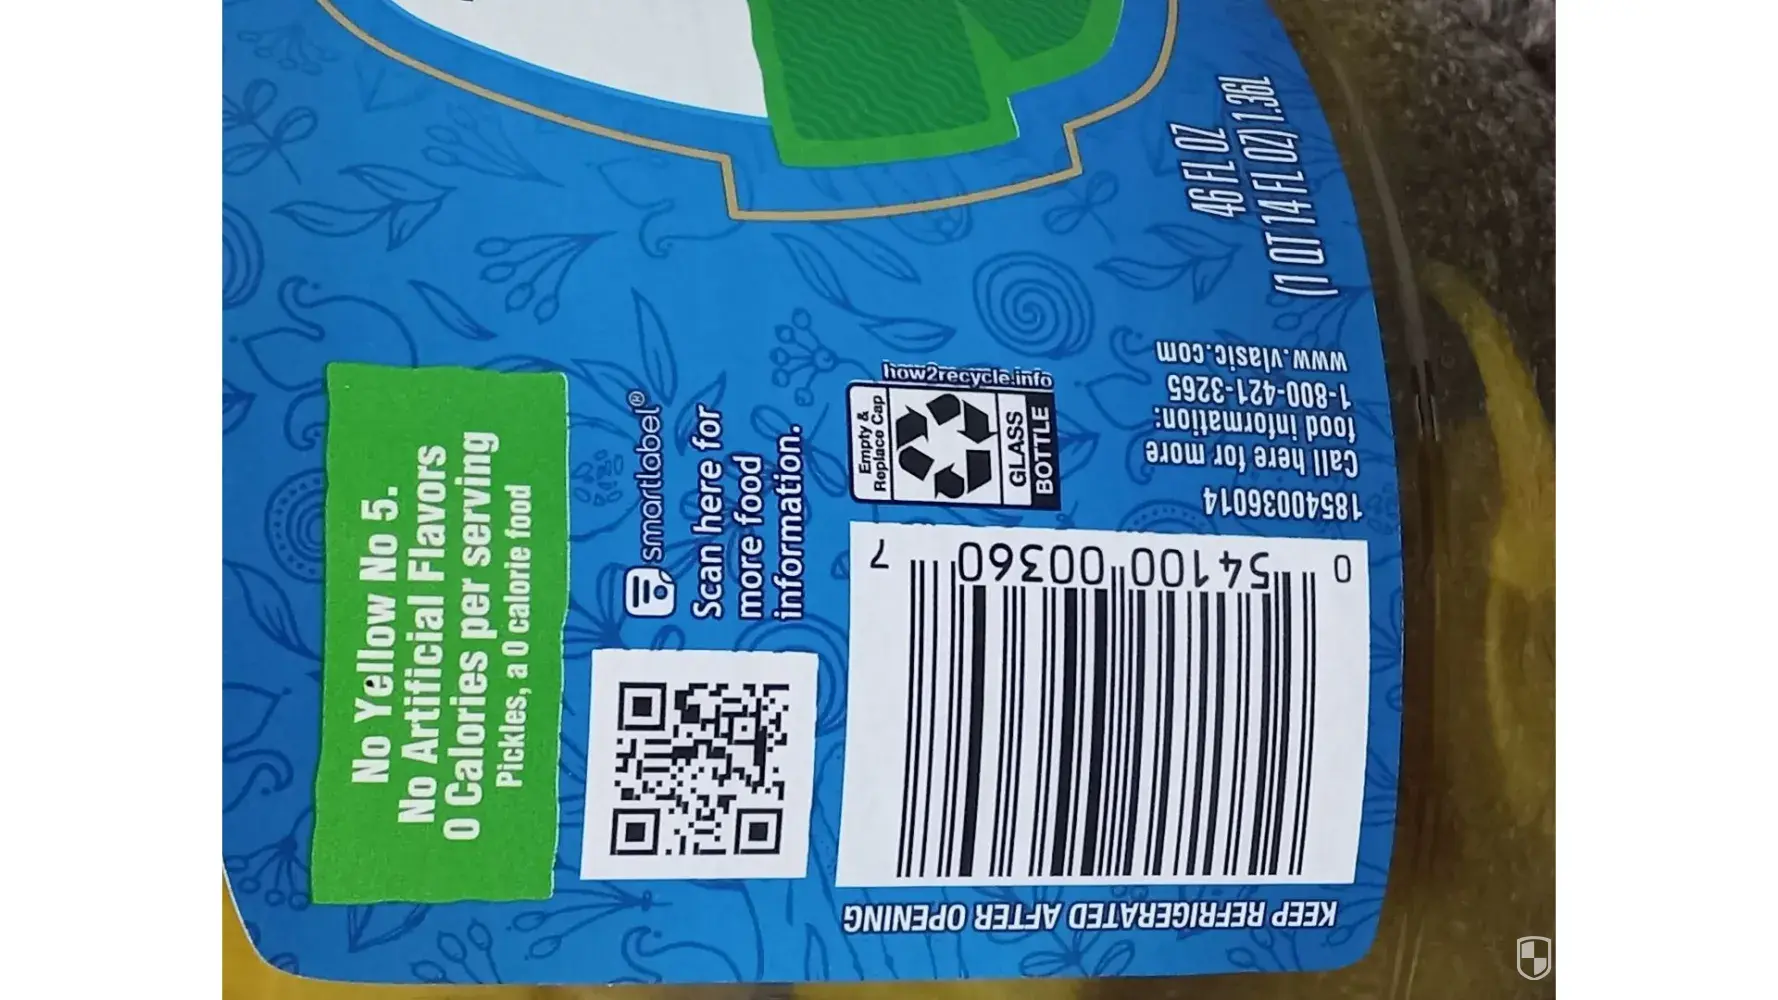 46 FL OZ
(1 QT 14 FL OZ) 1.36L
No Yellow No 5.
No Artificial Flavors
0 Calories per serving
Pickles, a 0 calorie food
smartlabel®
Scan here for
more food
information.
how2recycle.info
Empty &
Replace Cap
GLASS
BOTTLE
18540036014
Call here for more
food information:
1-800-421-3265
www.vlasic.com
0 54100 00360 7
KEEP REFRIGERATED AFTER OPENING